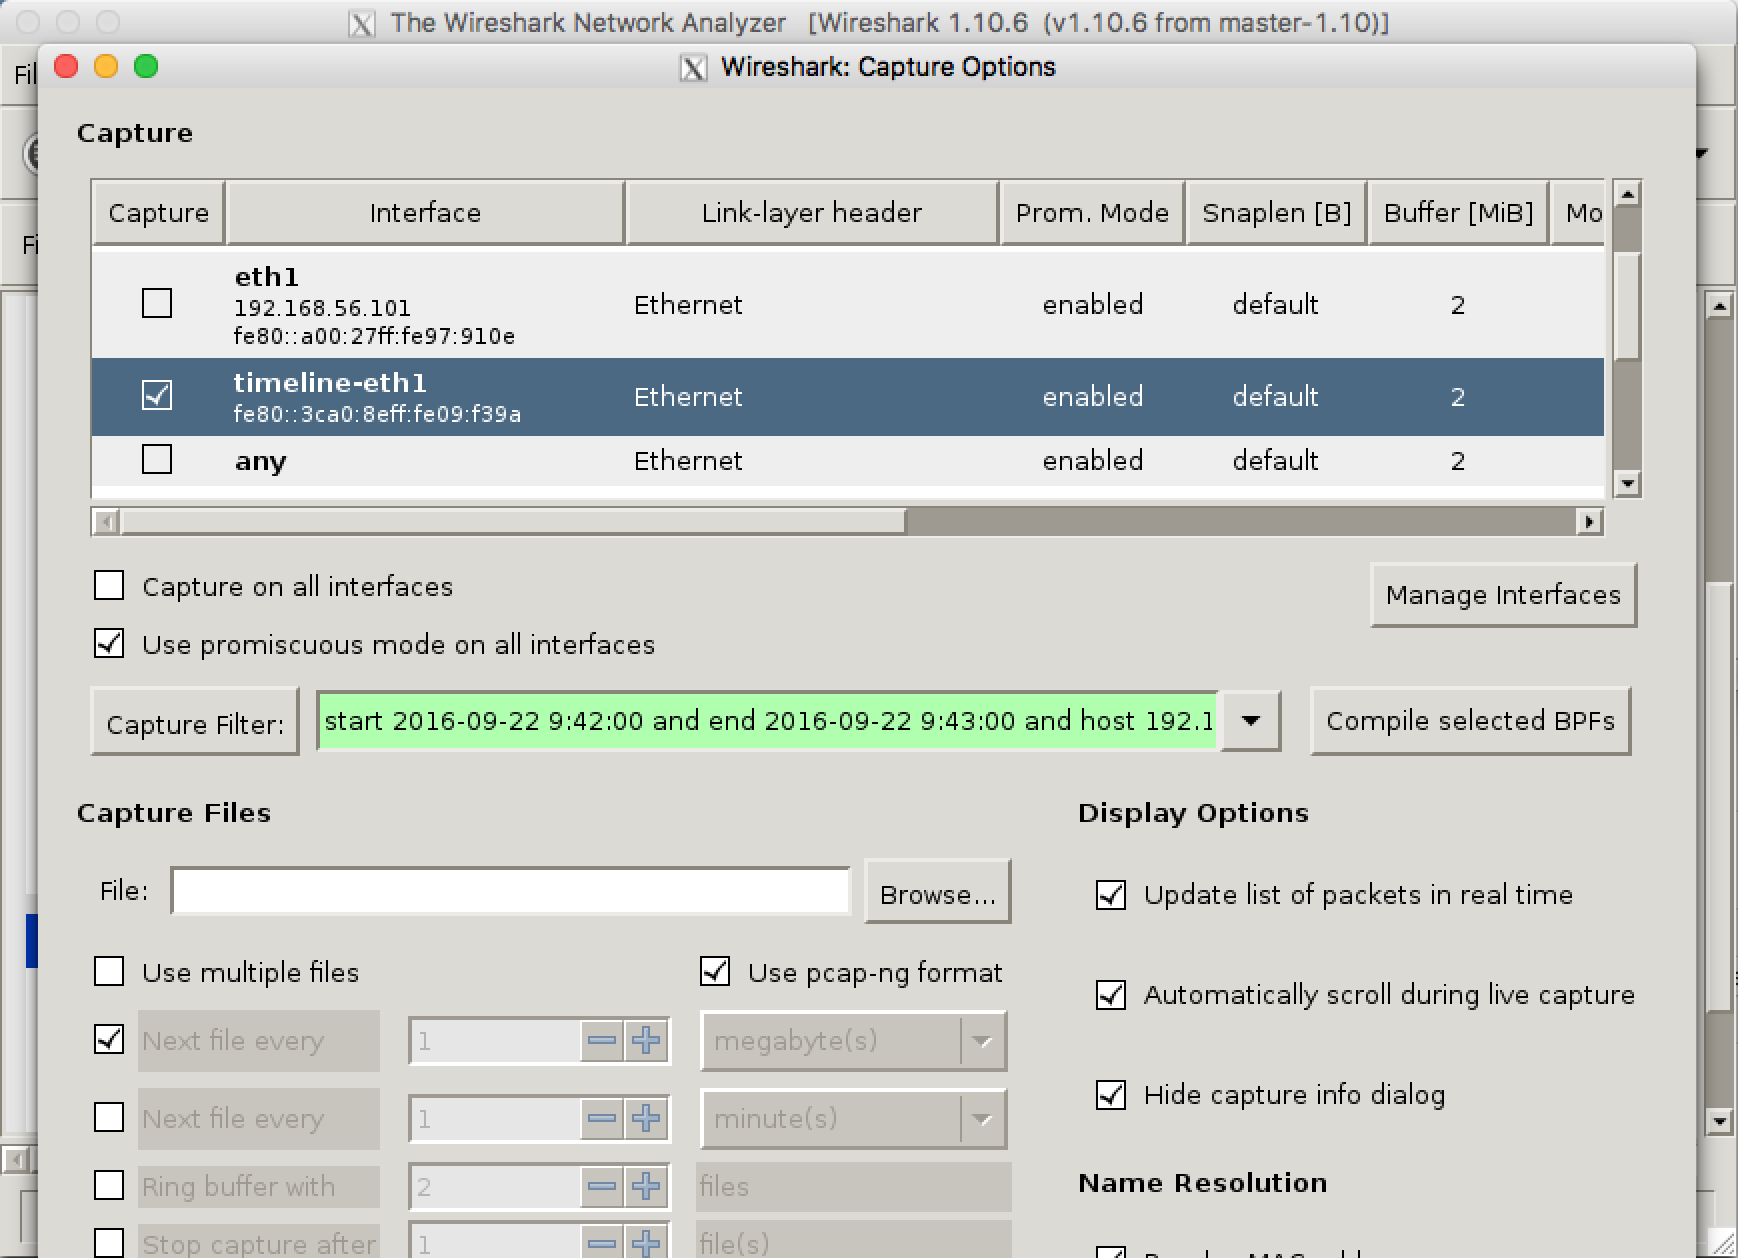 The Wireshark Network Analyzer [Wireshark 1.10.6 (v1.10.6 from master-1.10)]
Wireshark: Capture Options
Capture
Capture Interface Link-layer header Prom. Mode Snaplen [B] Buffer [MiB] Mo
eth1
192.168.56.101
fe80::a00:27ff:fe97:910e
Ethernet enabled default 2
timeline-eth1
fe80::3ca0:8eff:fe09:f39a
Ethernet enabled default 2
any Ethernet enabled default 2
Capture on all interfaces
Manage Interfaces
Use promiscuous mode on all interfaces
Capture Filter: start 2016-09-22 9:42:00 and end 2016-09-22 9:43:00 and host 192.1 Compile selected BPFs
Capture Files
File: Browse...
Use multiple files Use pcap-ng format
Next file every 1 megabyte(s)
Next file every 1 minute(s)
Ring buffer with 2 files
Stop capture after 1 file(s)
Display Options
Update list of packets in real time
Automatically scroll during live capture
Hide capture info dialog
Name Resolution